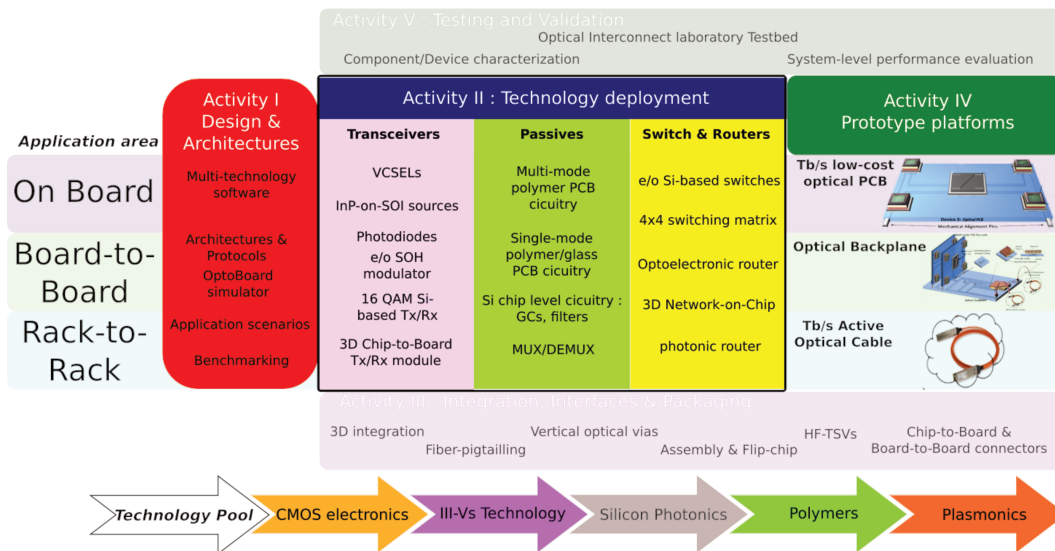 Activity V : Testing and Validation
Optical Interconnect laboratory Testbed
Component/Device characterization
System-level performance evaluation
Application area
On Board
Board-to-
Board
Rack-to-
Rack
Activity I
Design &
Architectures
Multi-technology
software
Architectures &
Protocols
OptoBoard
simulator
Application scenarios
Benchmarking
Activity II : Technology deployment
Transceivers
VCSELs
InP-on-SOI sources
Photodiodes
e/o SOH
modulator
16 QAM Si-
based Tx/Rx
3D Chip-to-Board
Tx/Rx module
Passives
Multi-mode
polymer PCB
cicuitry
Single-mode
polymer/glass
PCB cicuitry
Si chip level cicuitry :
GCs, filters
MUX/DEMUX
Switch & Routers
e/o Si-based switches
4x4 switching matrix
Optoelectronic router
3D Network-on-Chip
photonic router
Activity IV
Prototype platforms
Tb/s low-cost
optical PCB
Mechanical Alignment Pins
Optical Backplane
Tb/s Active
Optical Cable
Activity III : Integration, Interfaces & Packaging
3D integration
Fiber-pigtailling
Vertical optical vias
Assembly & Flip-chip
HF-TSVs
Chip-to-Board &
Board-to-Board connectors
Technology Pool
CMOS electronics
III-Vs Technology
Silicon Photonics
Polymers
Plasmonics